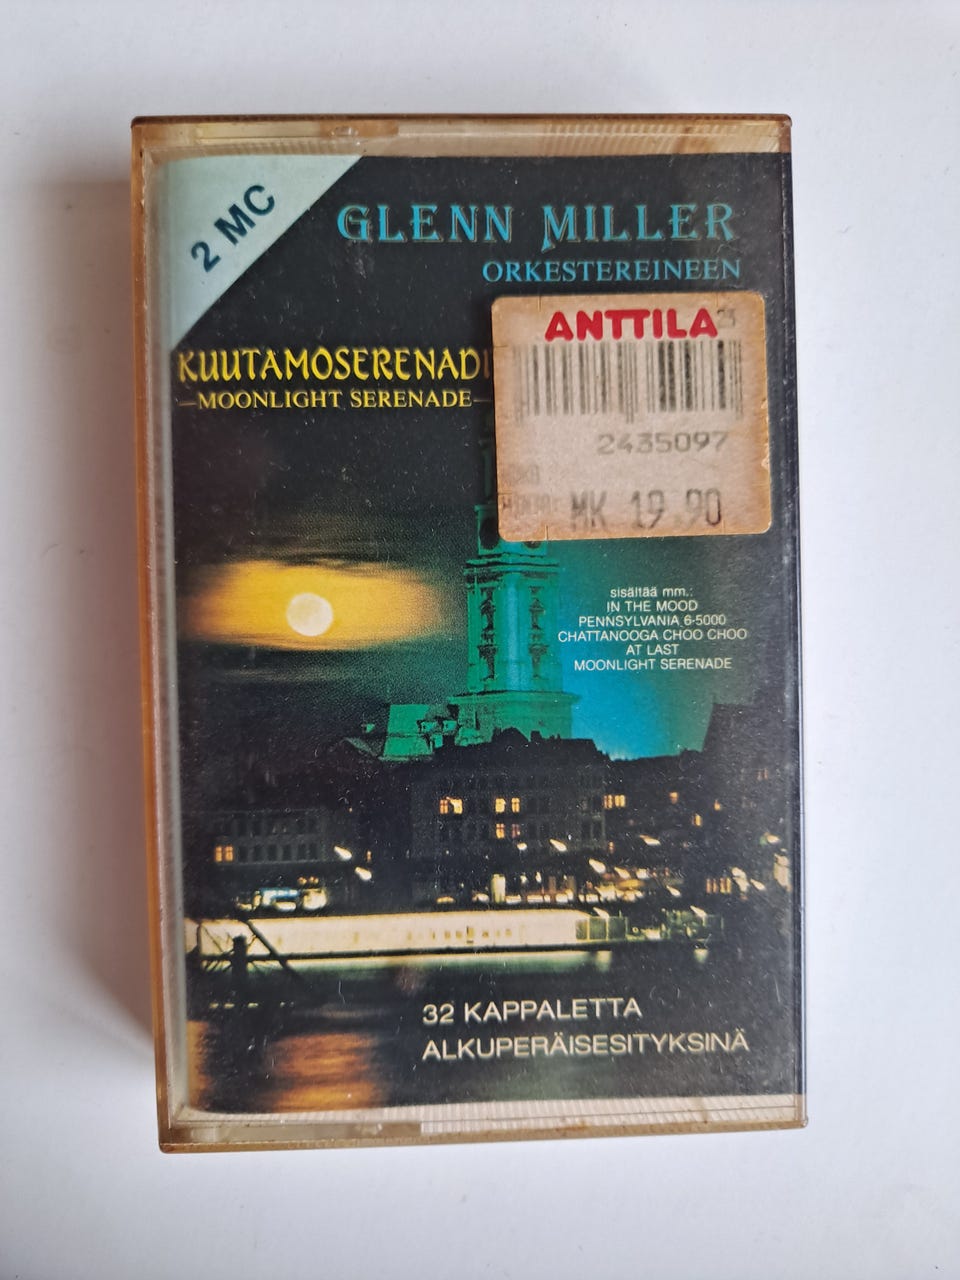 2 MC
GLENN MILLER
ORKESTEREINEEN
ANTTILA
KUUTAMOSERENADI
—MOONLIGHT SERENADE—
2435097
MK 19.90
sisältää mm.:
IN THE MOOD
PENNSYLVANIA 6-5000
CHATTANOOGA CHOO CHOO
AT LAST
MOONLIGHT SERENADE
32 KAPPALETTA
ALKUPERÄISESITYKSINÄ